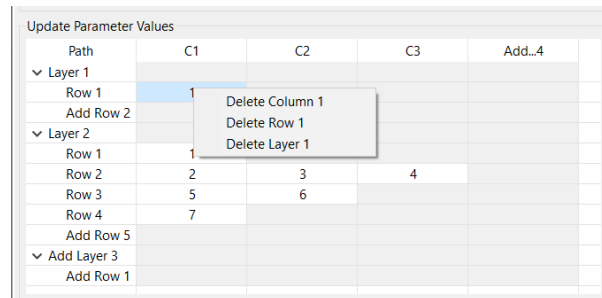 Update Parameter Values
Path C1 C2 C3 Add...4
Layer 1
Row 1 1
Delete Column 1
Add Row 2
Delete Row 1
Layer 2
Delete Layer 1
Row 1 1
Row 2 2 3 4
Row 3 5 6
Row 4 7
Add Row 5
Add Layer 3
Add Row 1